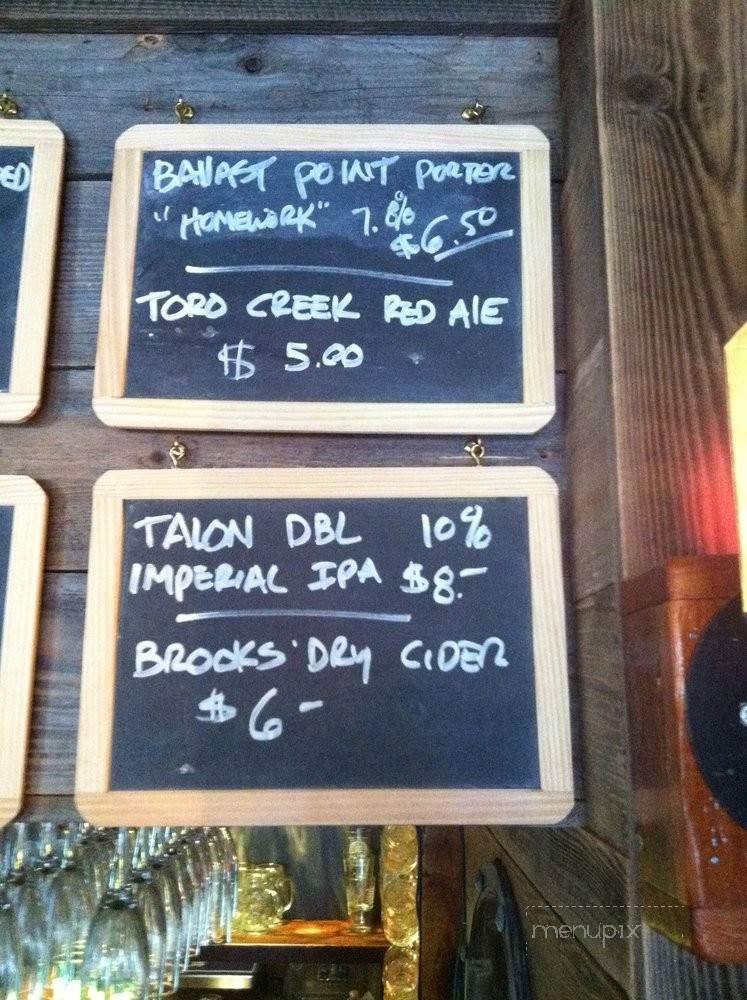 ED
BALLAST POINT PORTER
"HOMEWORK" 7.8%
$6.50
TORO CREEK RED ALE
$ 5.00
TALON DBL 10%
IMPERIAL IPA $8.-
BROOKS DRY CIDER
$ 6 -
menupix